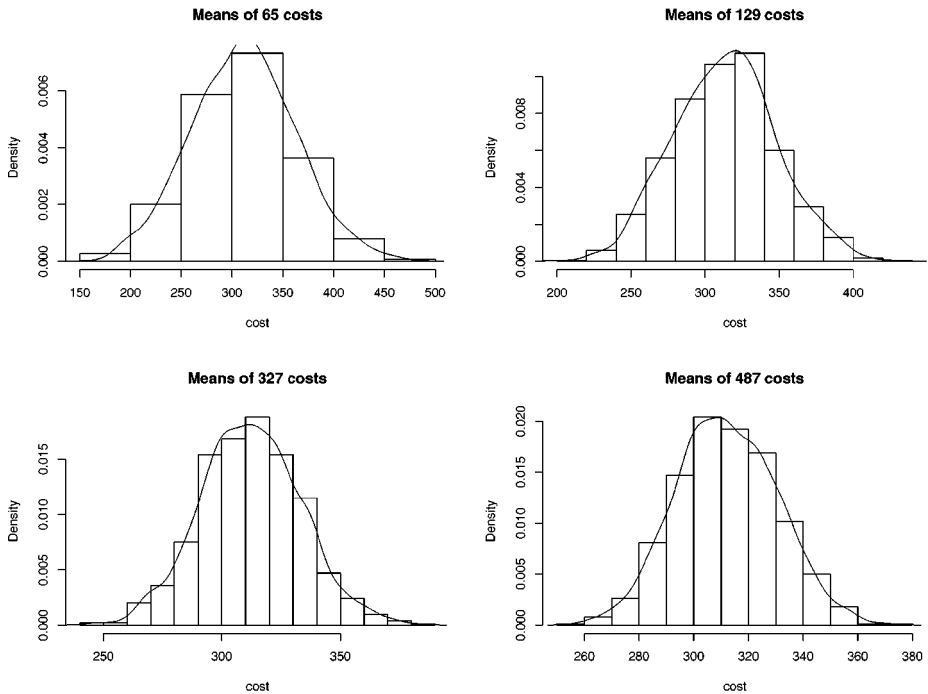 Means of 65 costs
Density
0.000 0.002 0.004 0.006
150 200 250 300 350 400 450 500
cost
Means of 129 costs
Density
0.000 0.004 0.008
200 250 300 350 400
cost
Means of 327 costs
Density
0.000 0.005 0.010 0.015
250 300 350
cost
Means of 487 costs
Density
0.000 0.005 0.010 0.015 0.020
260 280 300 320 340 360 380
cost